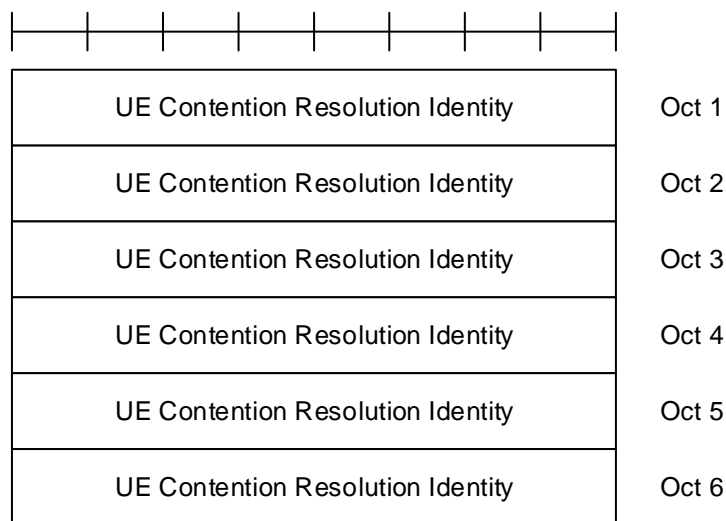 UE Contention Resolution Identity Oct 1
UE Contention Resolution Identity Oct 2
UE Contention Resolution Identity Oct 3
UE Contention Resolution Identity Oct 4
UE Contention Resolution Identity Oct 5
UE Contention Resolution Identity Oct 6